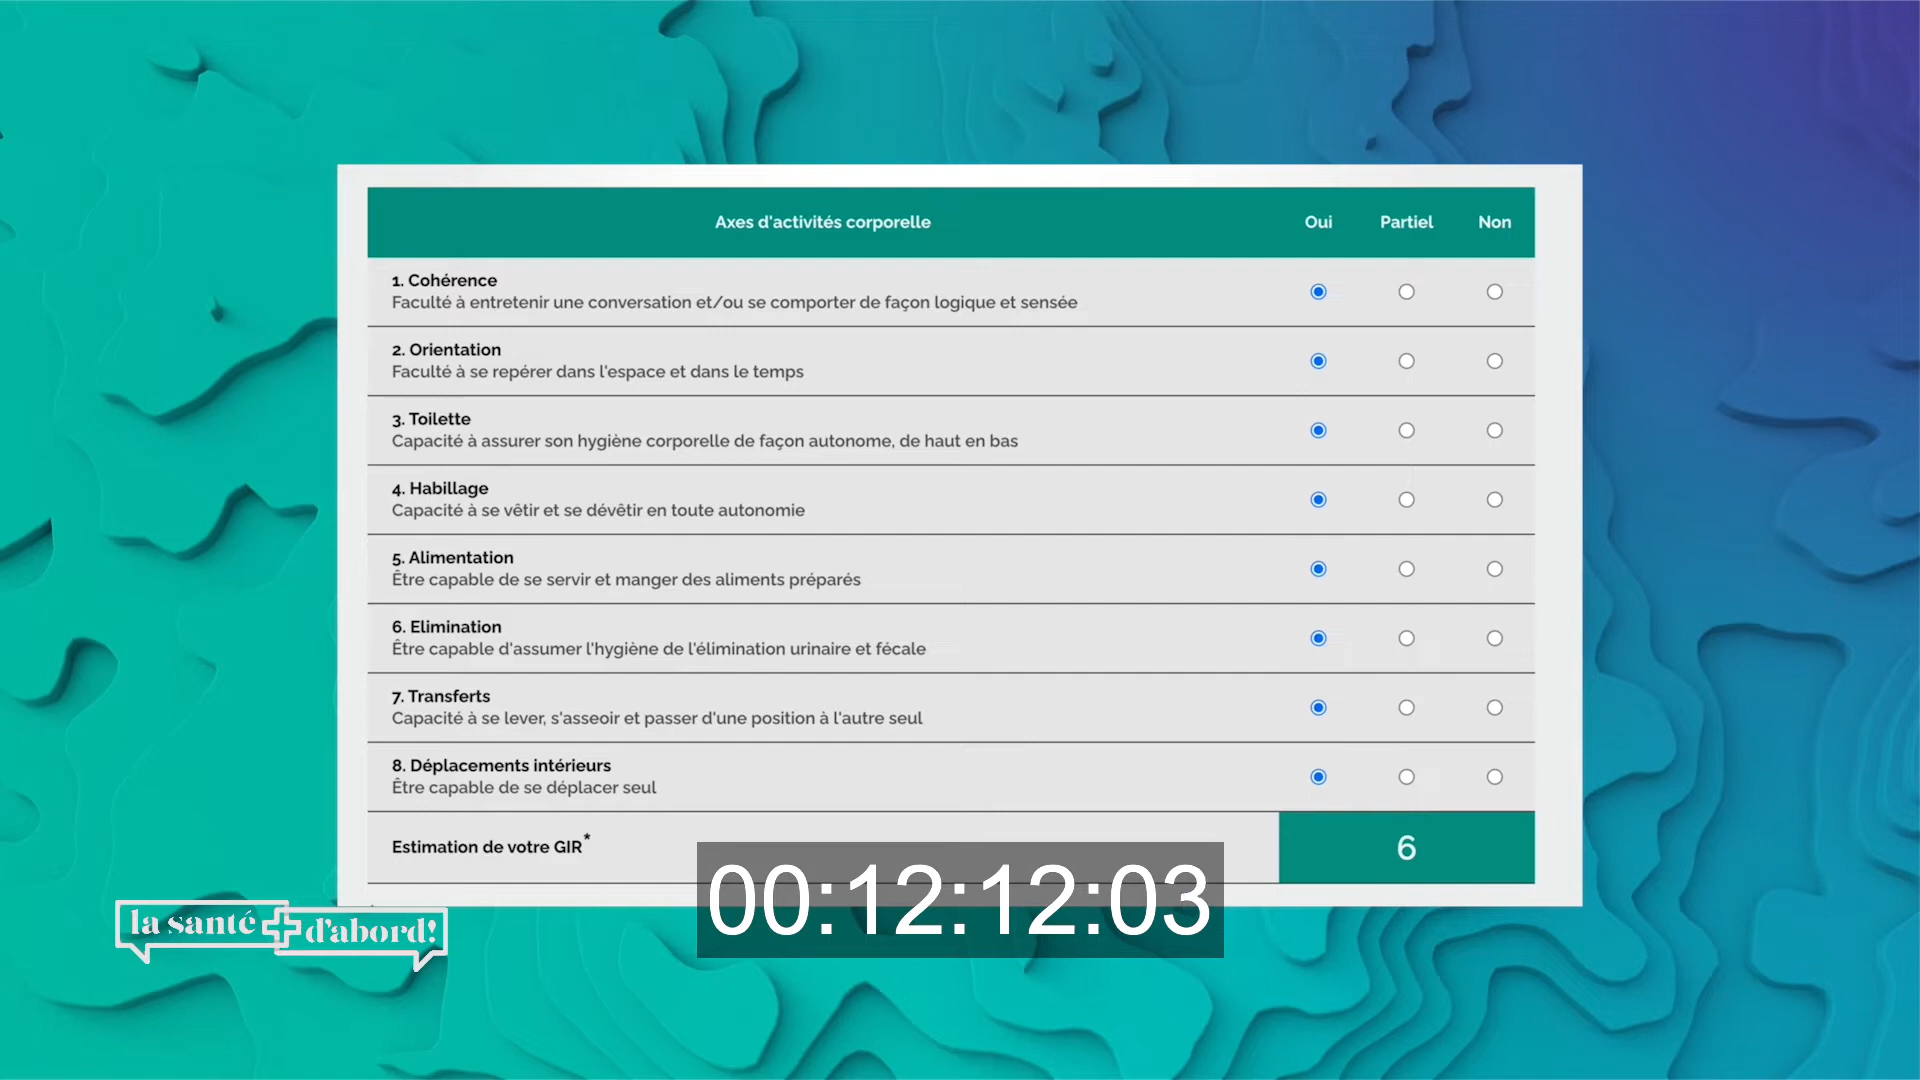 Axes d'activités corporelle Oui Partiel Non
1. Cohérence
Faculté à entretenir une conversation et/ou se comporter de façon logique et sensée
2. Orientation
Faculté à se repérer dans l'espace et dans le temps
3. Toilette
Capacité à assurer son hygiène corporelle de façon autonome, de haut en bas
4. Habillage
Capacité à se vêtir et se dévêtir en toute autonomie
5. Alimentation
Être capable de se servir et manger des aliments préparés
6. Elimination
Être capable d'assumer l'hygiène de l'élimination urinaire et fécale
7. Transferts
Capacité à se lever, s'asseoir et passer d'une position à l'autre seul
8. Déplacements intérieurs
Être capable de se déplacer seul
Estimation de votre GIR* 6
00:12:12:03
la santé d'abord!